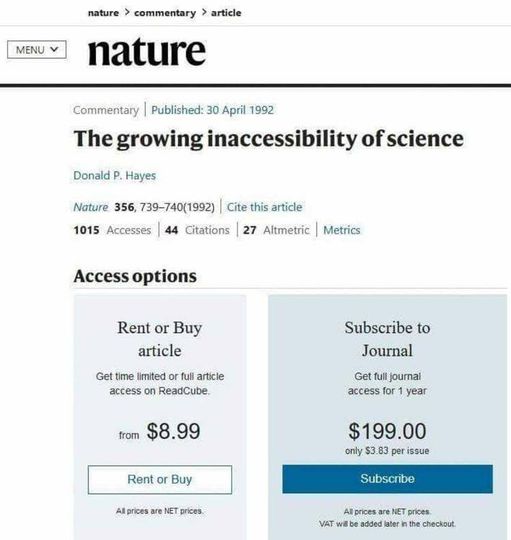 nature > commentary > article
MENU
nature
Commentary | Published: 30 April 1992
The growing inaccessibility of science
Donald P. Hayes
Nature 356, 739–740(1992) | Cite this article
1015 Accesses | 44 Citations | 27 Altmetric | Metrics
Access options
Rent or Buy
article
Get time limited or full article
access on ReadCube.
from $8.99
Rent or Buy
All prices are NET prices.
Subscribe to
Journal
Get full journal
access for 1 year
$199.00
only $3.83 per issue
Subscribe
All prices are NET prices.
VAT will be added later in the checkout.